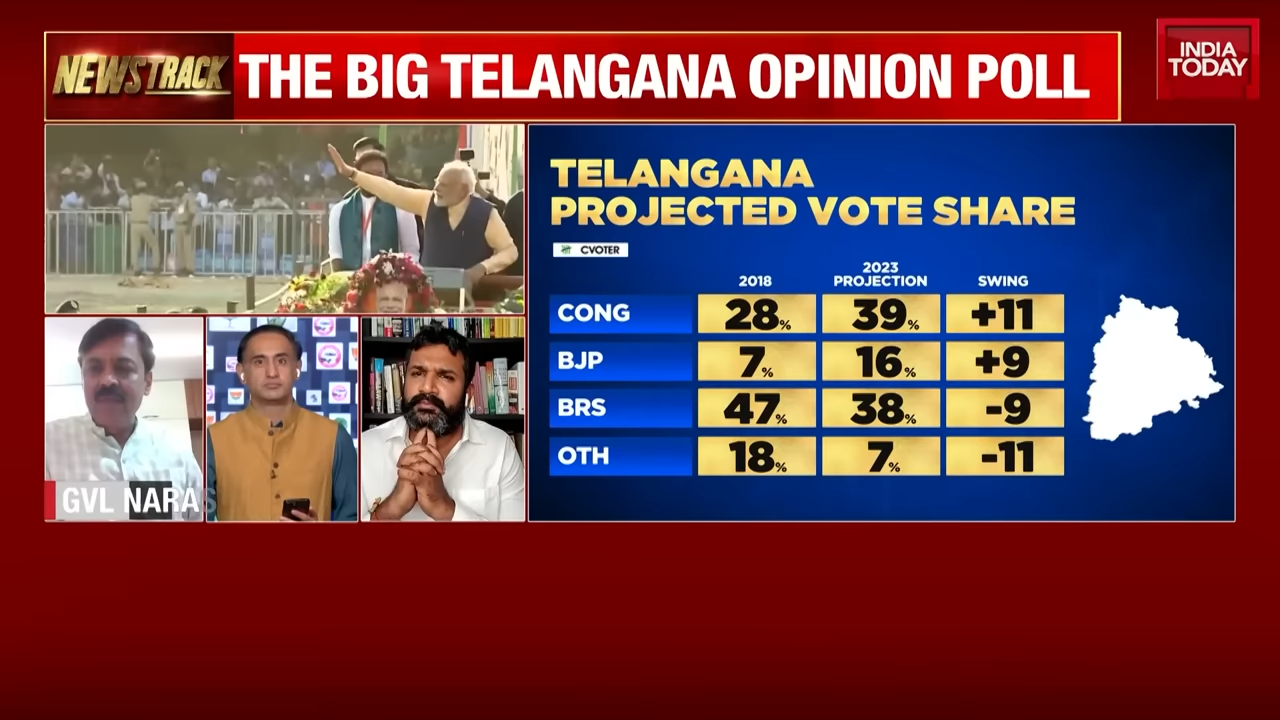 NEWSTRACK
THE BIG TELANGANA OPINION POLL
INDIA
TODAY
TELANGANA
PROJECTED VOTE SHARE
CVOTER
2018 2023 PROJECTION SWING
CONG 28% 39% +11
BJP 7% 16% +9
BRS 47% 38% -9
OTH 18% 7% -11
GVL NARAS